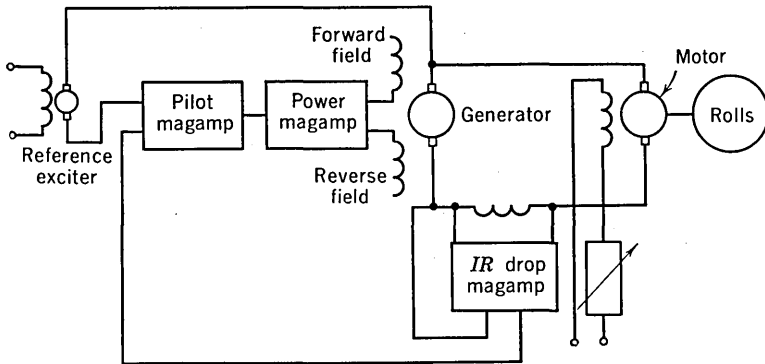 Forward
field
Motor
Pilot
magamp
Power
magamp
Generator
Rolls
Reference
exciter
Reverse
field
IR drop
magamp